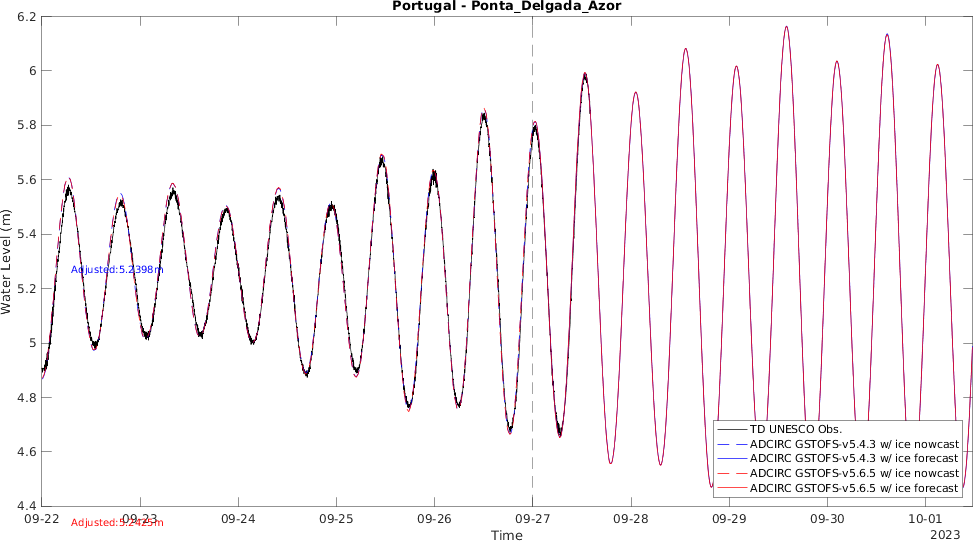 Portugal - Ponta_Delgada_Azor
6.2
6
5.8
5.6
5.4
5.2
5
4.8
4.6
4.4
Water Level (m)
Adjusted:5.2398m
TD UNESCO Obs.
ADCIRC GSTOFS-v5.4.3 w/ ice nowcast
ADCIRC GSTOFS-v5.4.3 w/ ice forecast
ADCIRC GSTOFS-v5.6.5 w/ ice nowcast
ADCIRC GSTOFS-v5.6.5 w/ ice forecast
09-22 09-23 09-24 09-25 09-26 09-27 09-28 09-29 09-30 10-01
Adjusted:5.2425m
Time
2023